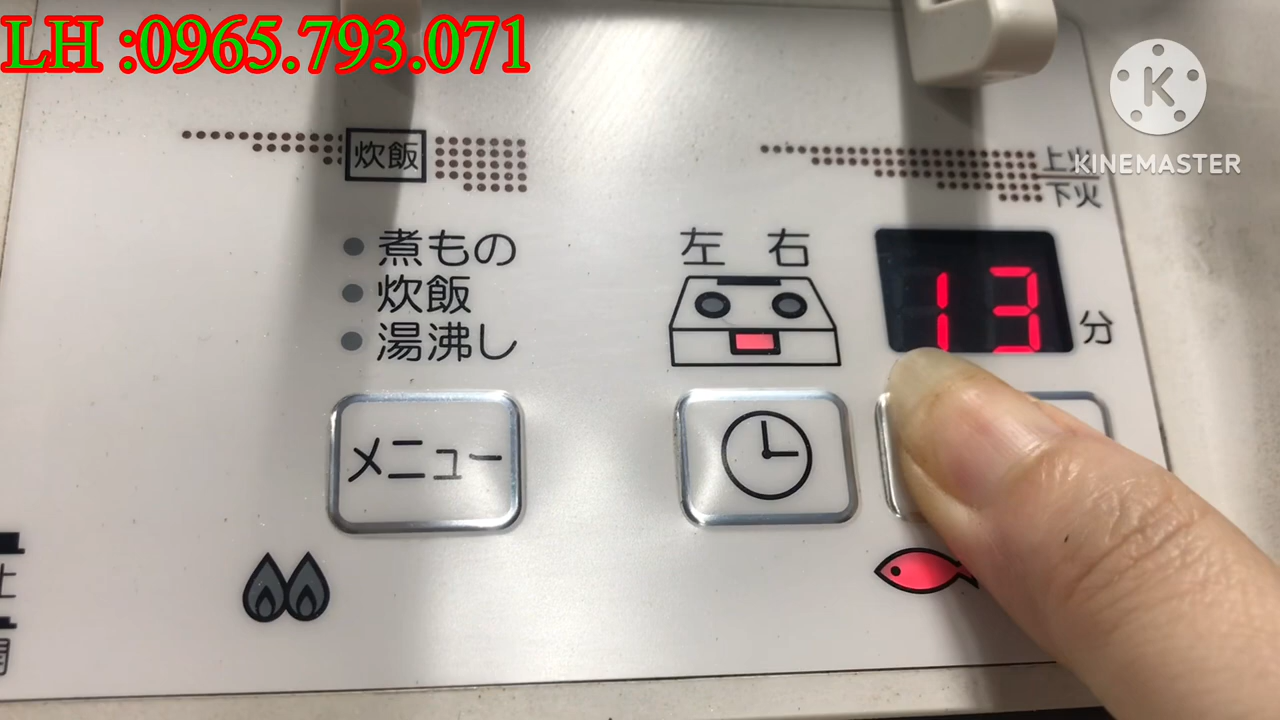 LH :0965.793.071
K
KINEMASTER
炊飯
上火
下火
煮もの
炊飯
湯沸し
左 右
13 分
メニュー